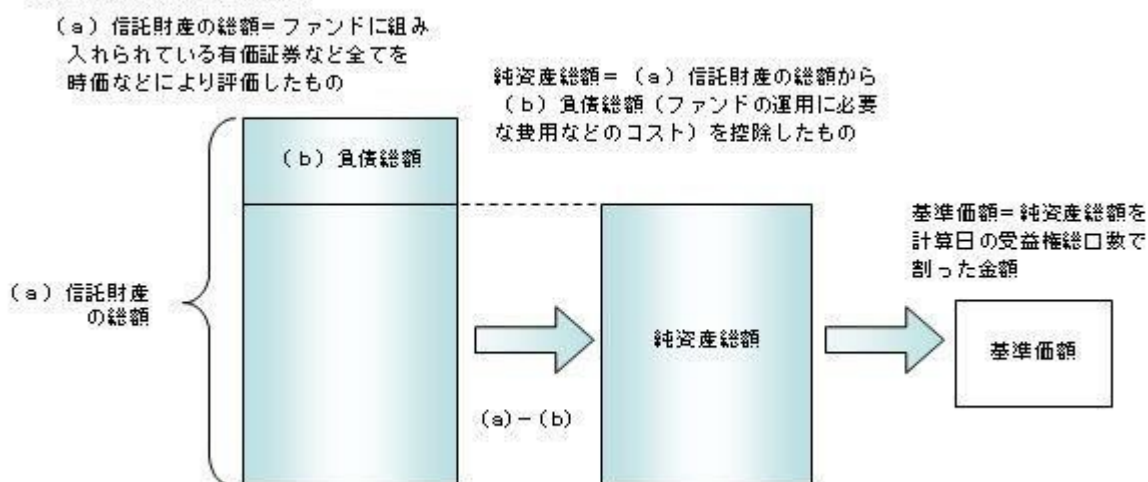 (a)信託財産の総額=ファンドに組み
入れられている有価証券など全てを
時価などにより評価したもの
純資産総額=(a)信託財産の総額から
(b)負債総額(ファンドの運用に必要
な費用などのコスト)を控除したもの
(b)負債総額
基準価額=純資産総額を
計算日の受益権総口数で
割った金額
(a)信託財産
の総額
純資産総額
基準価額
(a)-(b)